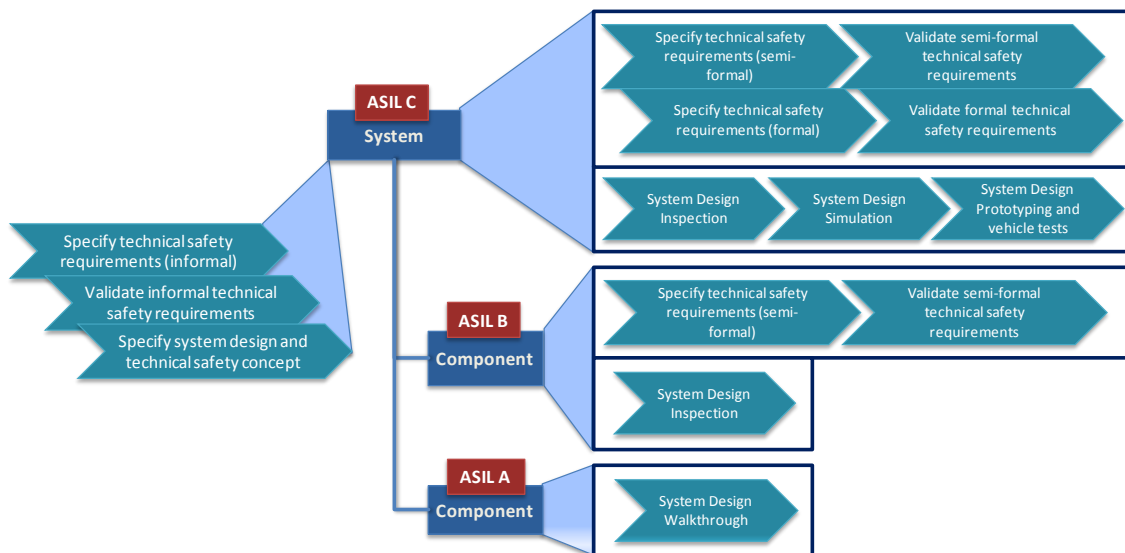 Specify technical safety
requirements (semi-
formal)
Validate semi-formal
technical safety
requirements
Specify technical safety
requirements (formal)
Validate formal technical
safety requirements
ASIL C
System
System Design
Inspection
System Design
Simulation
System Design
Prototyping and
vehicle tests
Specify technical safety
requirements (informal)
Validate informal technical
safety requirements
Specify system design and
technical safety concept
ASIL B
Component
Specify technical safety
requirements (semi-
formal)
Validate semi-formal
technical safety
requirements
System Design
Inspection
ASIL A
Component
System Design
Walkthrough